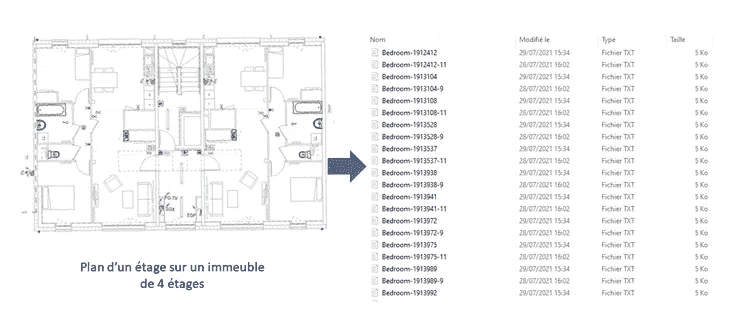 Nom Modifié le Type Taille
Bedroom-1912412 29/07/2021 15:34 Fichier TXT 5 Ko
Bedroom-1912412-11 28/07/2021 16:02 Fichier TXT 5 Ko
Bedroom-1913104 29/07/2021 15:34 Fichier TXT 5 Ko
Bedroom-1913104-9 28/07/2021 16:02 Fichier TXT 5 Ko
Bedroom-1913108 29/07/2021 15:34 Fichier TXT 5 Ko
Bedroom-1913108-11 28/07/2021 16:02 Fichier TXT 5 Ko
Bedroom-1913528 29/07/2021 15:34 Fichier TXT 5 Ko
Bedroom-1913528-9 28/07/2021 16:02 Fichier TXT 5 Ko
Bedroom-1913537 29/07/2021 15:34 Fichier TXT 5 Ko
Bedroom-1913537-11 28/07/2021 16:02 Fichier TXT 5 Ko
Bedroom-1913938 29/07/2021 15:34 Fichier TXT 5 Ko
Bedroom-1913938-9 28/07/2021 16:02 Fichier TXT 5 Ko
Bedroom-1913941 29/07/2021 15:34 Fichier TXT 5 Ko
Bedroom-1913941-11 28/07/2021 16:02 Fichier TXT 5 Ko
Bedroom-1913972 29/07/2021 15:34 Fichier TXT 5 Ko
Bedroom-1913972-9 28/07/2021 16:02 Fichier TXT 5 Ko
Bedroom-1913975 29/07/2021 15:34 Fichier TXT 5 Ko
Bedroom-1913975-11 28/07/2021 16:02 Fichier TXT 5 Ko
Bedroom-1913989 29/07/2021 15:34 Fichier TXT 5 Ko
Bedroom-1913989-9 28/07/2021 16:02 Fichier TXT 5 Ko
Bedroom-1913992 29/07/2021 15:34 Fichier TXT 5 Ko
EDF
Plan d'un étage sur un immeuble
de 4 étages